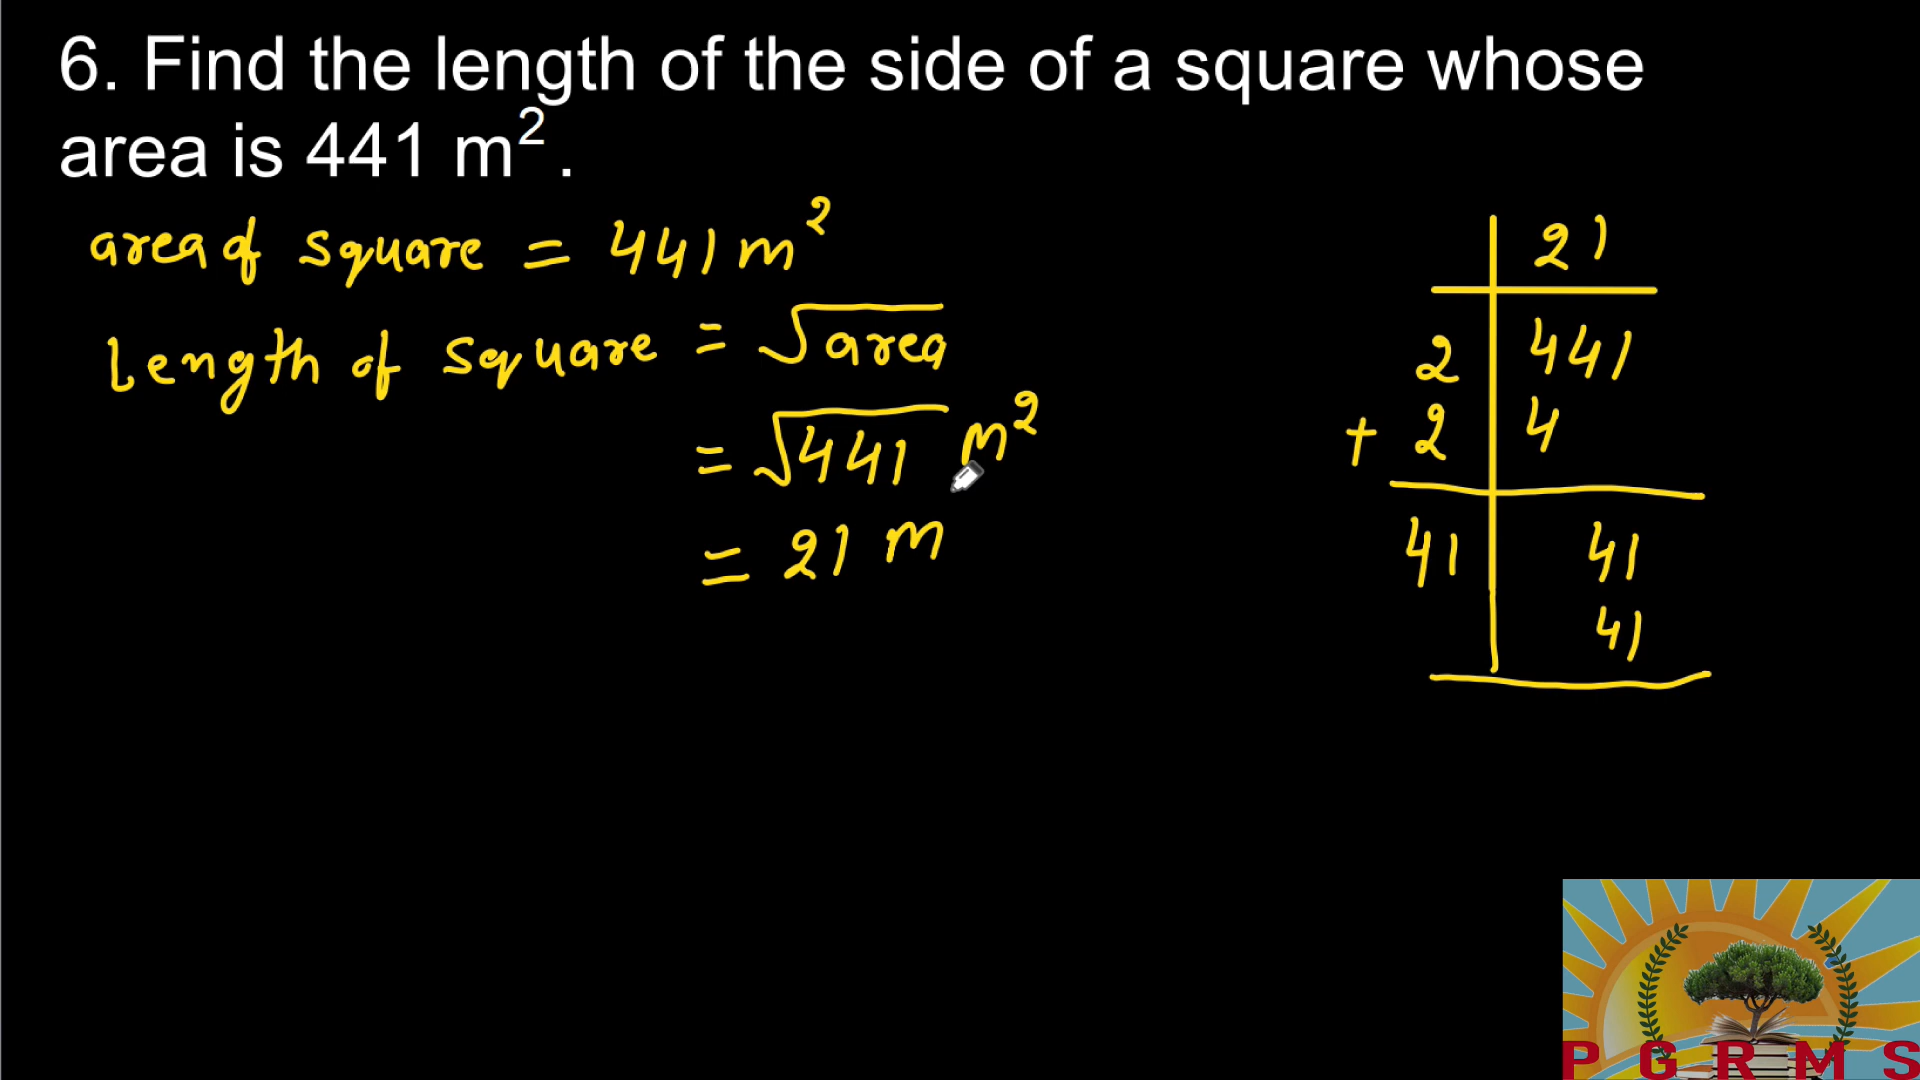 6. Find the length of the side of a square whose
area is 441 m² .
area of square = 441 m²
length of square = √area
= √441 m²
= 21 m
21
2 441
+ 2 4
41 41
41
P G R M S